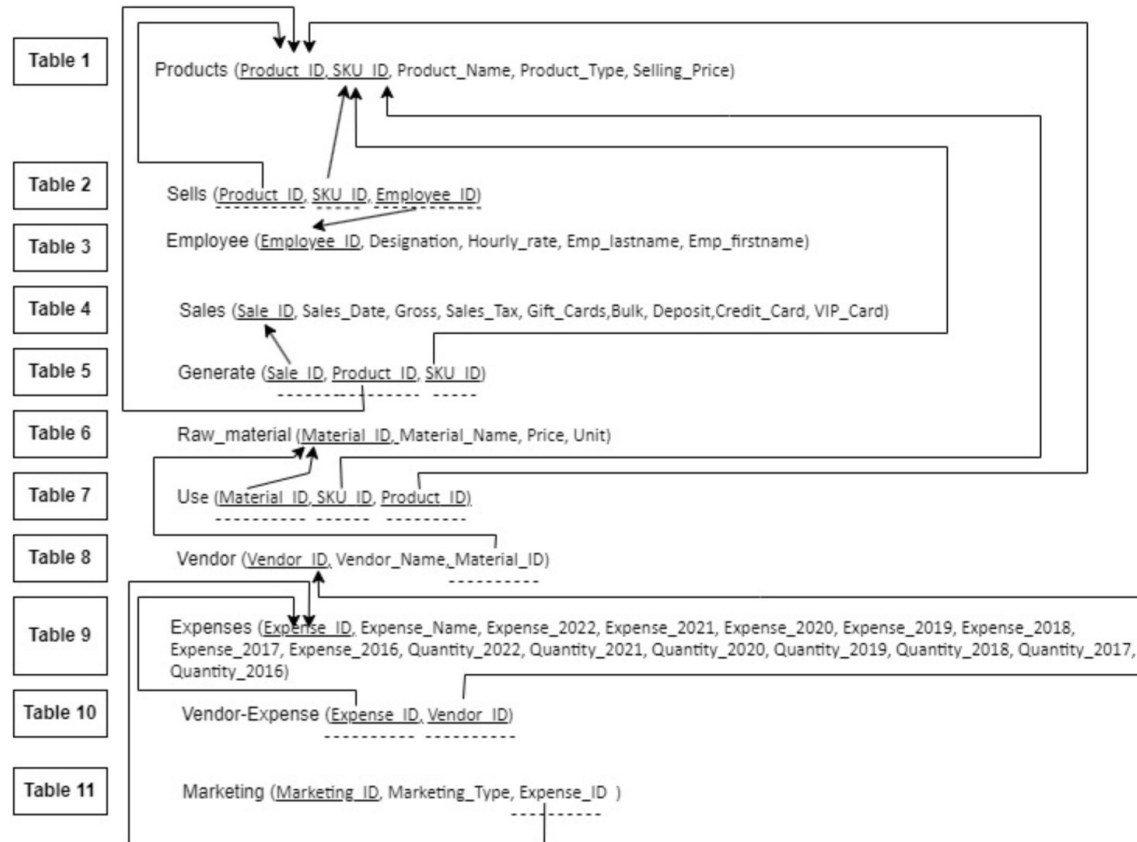 Table 1
Products (Product_ID, SKU_ID, Product_Name, Product_Type, Selling_Price)
Table 2
Sells (Product_ID, SKU_ID, Employee_ID)
Table 3
Employee (Employee_ID, Designation, Hourly_rate, Emp_lastname, Emp_firstname)
Table 4
Sales (Sale_ID, Sales_Date, Gross, Sales_Tax, Gift_Cards,Bulk, Deposit,Credit_Card, VIP_Card)
Table 5
Generate (Sale_ID, Product_ID, SKU_ID)
Table 6
Raw_material (Material_ID, Material_Name, Price, Unit)
Table 7
Use (Material_ID, SKU_ID, Product_ID)
Table 8
Vendor (Vendor_ID, Vendor_Name, Material_ID)
Table 9
Expenses (Expense_ID, Expense_Name, Expense_2022, Expense_2021, Expense_2020, Expense_2019, Expense_2018,
Expense_2017, Expense_2016, Quantity_2022, Quantity_2021, Quantity_2020, Quantity_2019, Quantity_2018, Quantity_2017,
Quantity_2016)
Table 10
Vendor-Expense (Expense_ID, Vendor_ID)
Table 11
Marketing (Marketing_ID, Marketing_Type, Expense_ID )